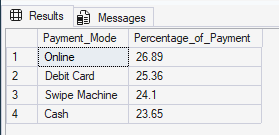 Results Messages
Payment_Mode Percentage_of_Payment
1 Online 26.89
2 Debit Card 25.36
3 Swipe Machine 24.1
4 Cash 23.65